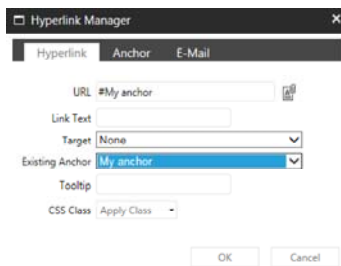 Hyperlink Manager
Hyperlink Anchor E-Mail
URL #My anchor
Link Text
Target None
Existing Anchor My anchor
Tooltip
CSS Class Apply Class
OK Cancel